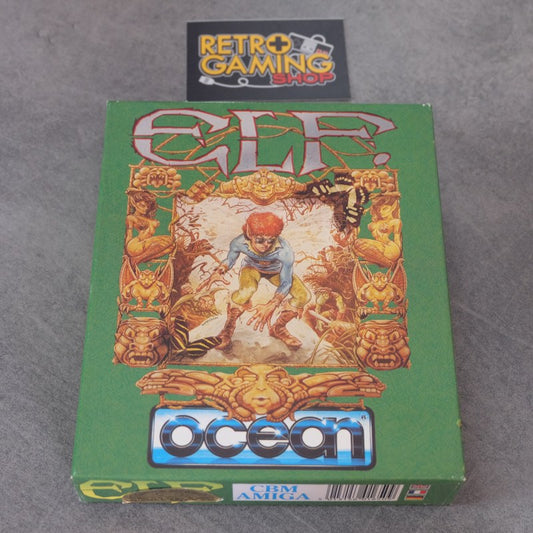 RETRO
GAMING
SHOP
ELF.
ocean
ELF
CBM
AMIGA